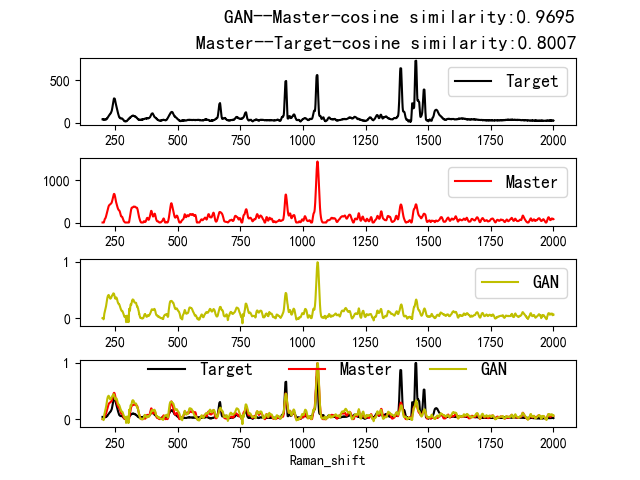 GAN--Master-cosine similarity:0.9695
Master--Target-cosine similarity:0.8007
500
0
Target
250 500 750 1000 1250 1500 1750 2000
1000
0
Master
250 500 750 1000 1250 1500 1750 2000
1
0
GAN
250 500 750 1000 1250 1500 1750 2000
1
0
Target Master GAN
250 500 750 1000 1250 1500 1750 2000
Raman_shift